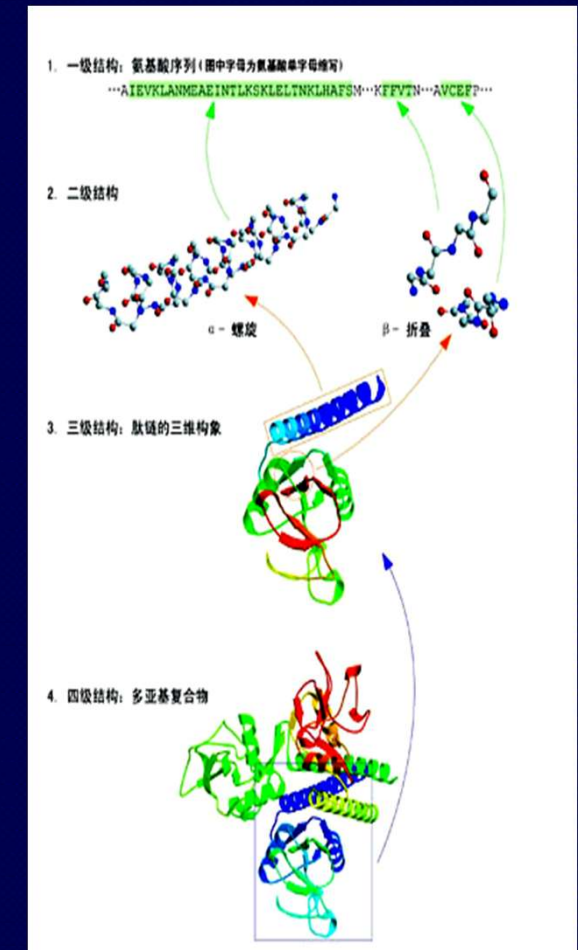 1. 一级结构：氨基酸序列（图中字母为氨基酸单字母缩写）
···AIEVKLANMEAEINTLKSKLELTNKLHAFSM···KFFVTN···AVCEFP···
2. 二级结构
α- 螺旋
β- 折叠
3. 三级结构：肽链的三维构象
4. 四级结构：多亚基复合物